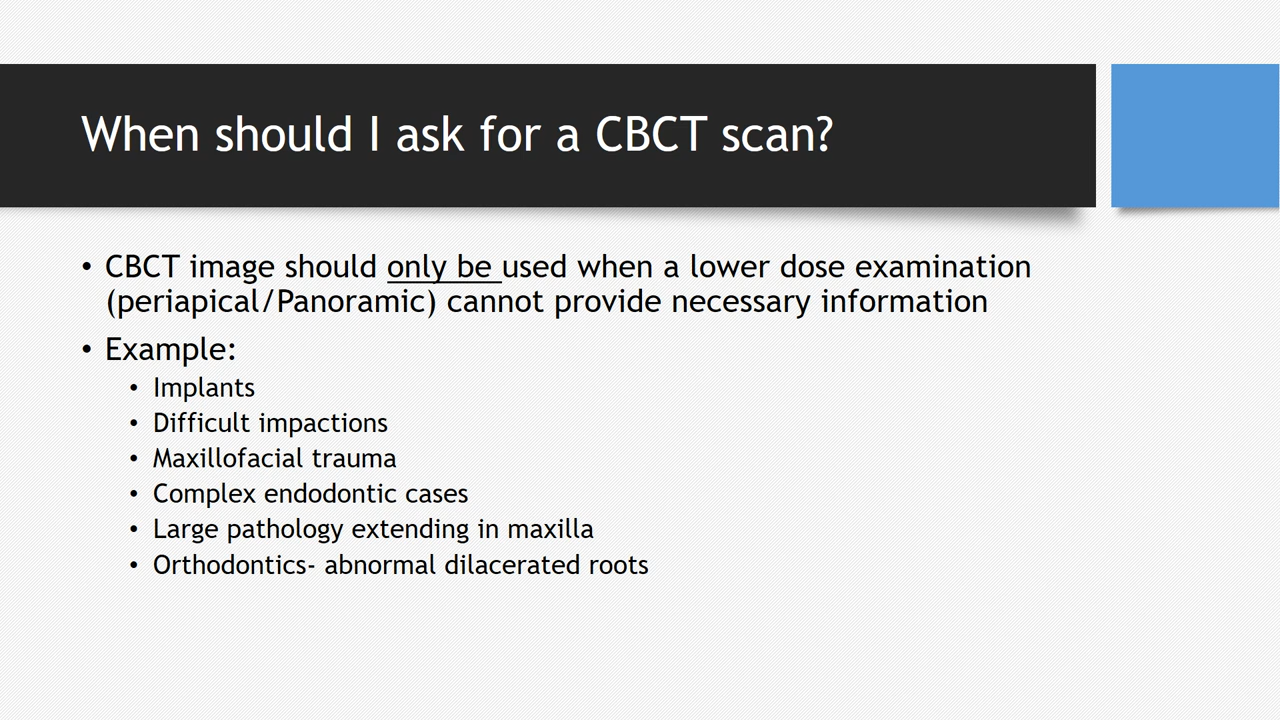 When should I ask for a CBCT scan?
• CBCT image should only be used when a lower dose examination
(periapical/Panoramic) cannot provide necessary information
• Example:
• Implants
• Difficult impactions
• Maxillofacial trauma
• Complex endodontic cases
• Large pathology extending in maxilla
• Orthodontics- abnormal dilacerated roots